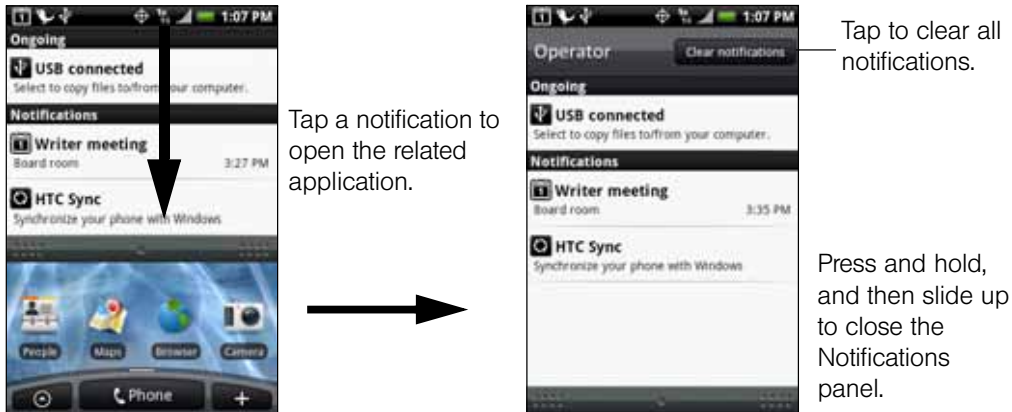 1:07 PM
Ongoing
USB connected
Select to copy files to/from your computer.
Notifications
Writer meeting
Board room 3:27 PM
HTC Sync
Synchronize your phone with Windows
People Maps Browser Camera
Phone
Tap a notification to
open the related
application.
1:07 PM
Operator Clear notifications
Ongoing
USB connected
Select to copy files to/from your computer.
Notifications
Writer meeting
Board room 3:35 PM
HTC Sync
Synchronize your phone with Windows
Tap to clear all
notifications.
Press and hold,
and then slide up
to close the
Notifications
panel.